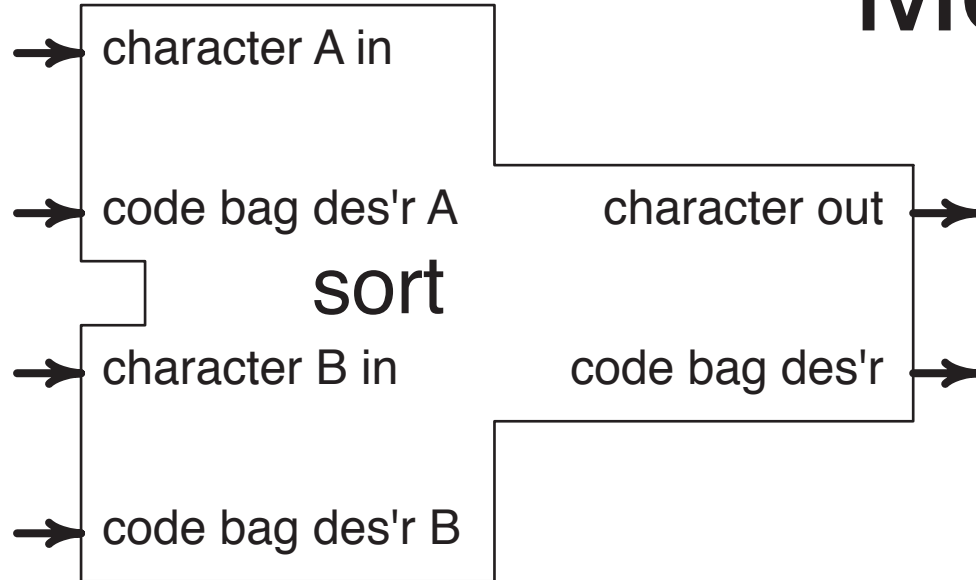 character A in
code bag des'r A
character out
sort
character B in
code bag des'r
code bag des'r B